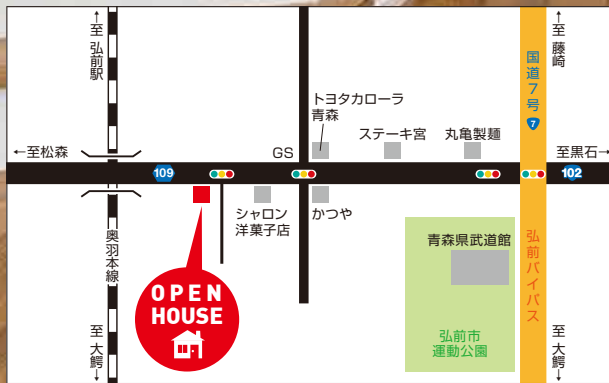 ↑至弘前駅
↑至藤崎
国道7号
7
トヨタカローラ
青森
ステーキ宮
丸亀製麺
GS
←至松森
至黒石→
109
102
シャロン
洋菓子店
かつや
奥羽本線
OPEN
HOUSE
青森県武道館
弘前バイパス
弘前市
運動公園
至大鰐↓
至大鰐↓